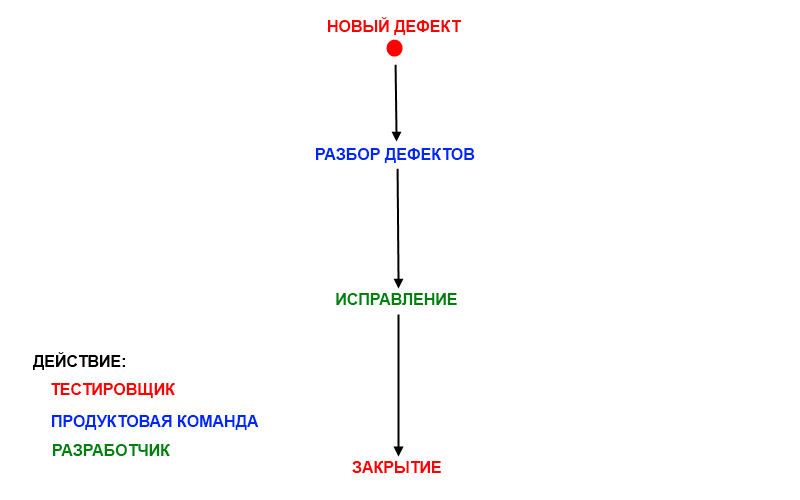 НОВЫЙ ДЕФЕКТ
РАЗБОР ДЕФЕКТОВ
ИСПРАВЛЕНИЕ
ДЕЙСТВИЕ:
ТЕСТИРОВЩИК
ПРОДУКТОВАЯ КОМАНДА
РАЗРАБОТЧИК
ЗАКРЫТИЕ